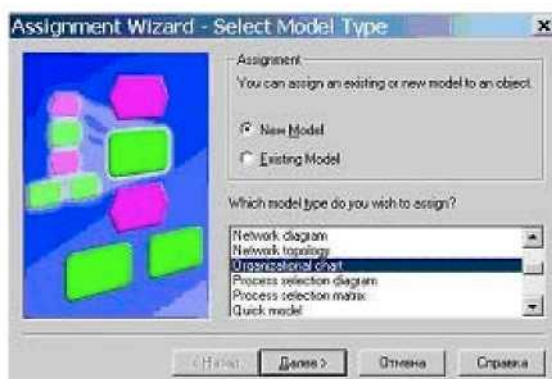 Assignment Wizard - Select Model Type
Assignment
You can assign an existing or new model to an object.
New Model
Existing Model
Which model type do you wish to assign?
Network diagram
Network topology
Organizational chart
Process selection diagram
Process selection matrix
Quick model
< Назад
Далее >
Отмена
Справка